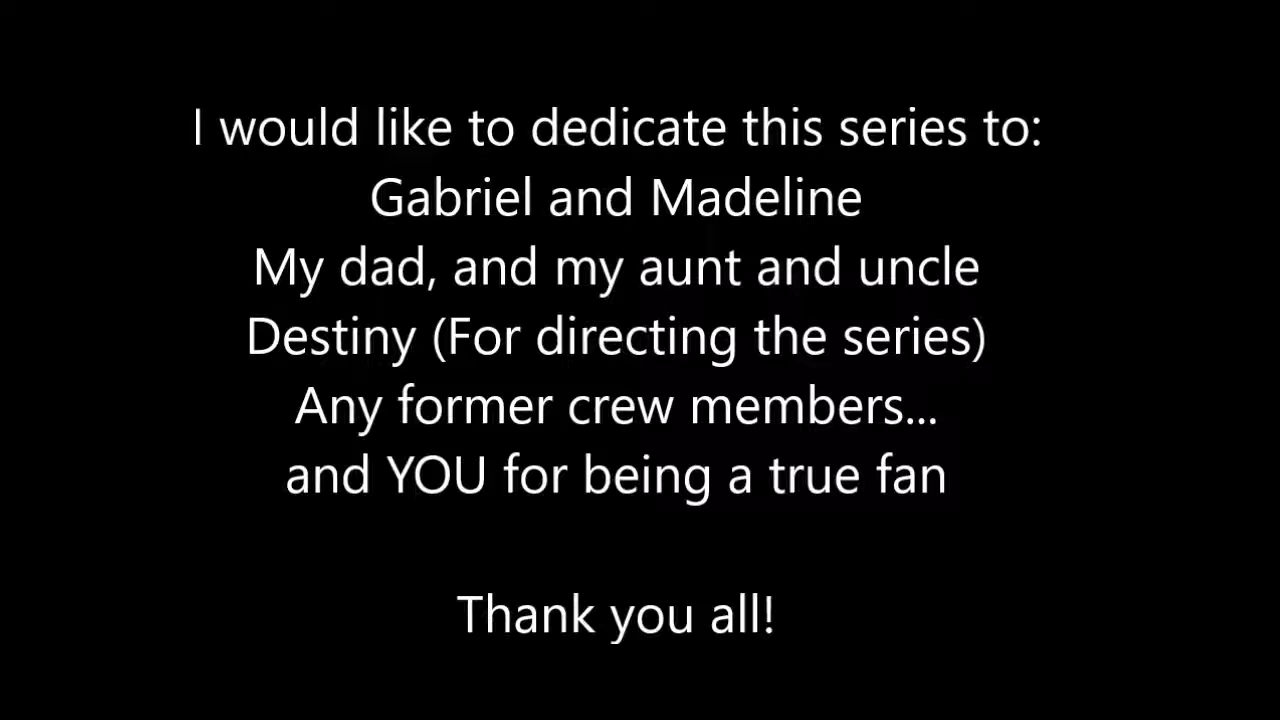 I would like to dedicate this series to:
Gabriel and Madeline
My dad, and my aunt and uncle
Destiny (For directing the series)
Any former crew members...
and YOU for being a true fan
Thank you all!